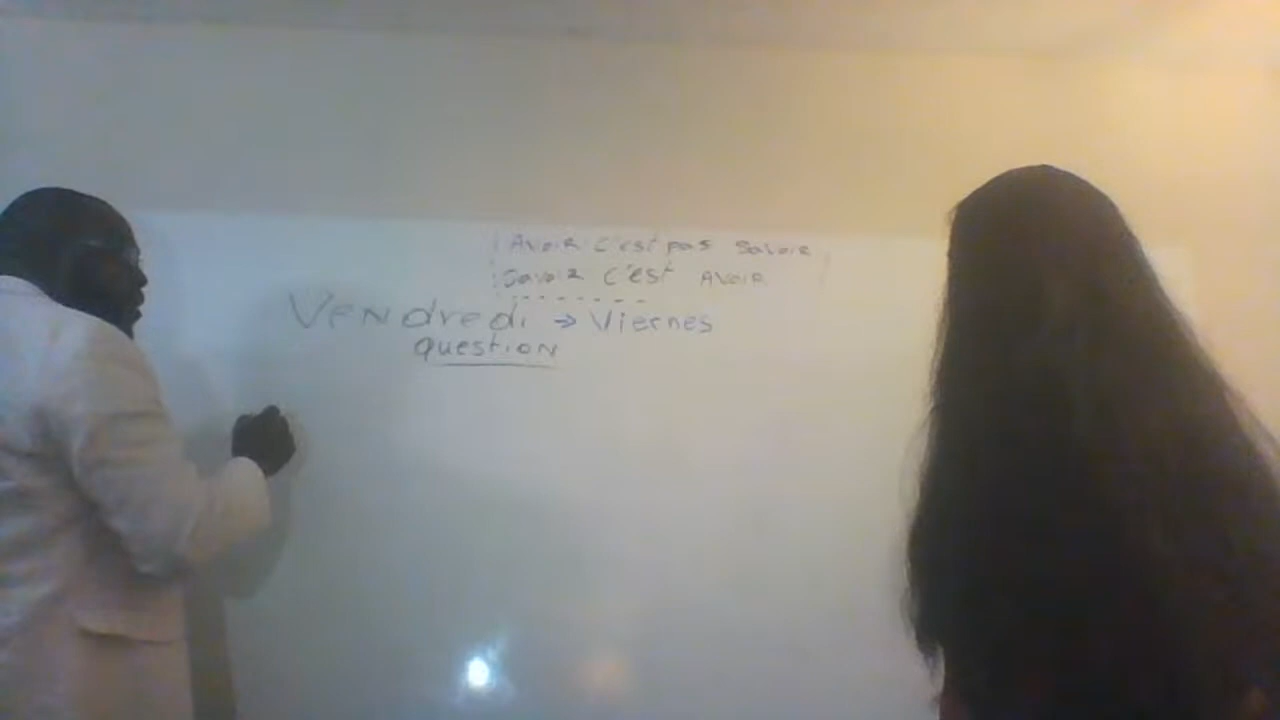 Avoir c'est pas Savoir
Savoir c'est Avoir
Vendredi → Viernes
question